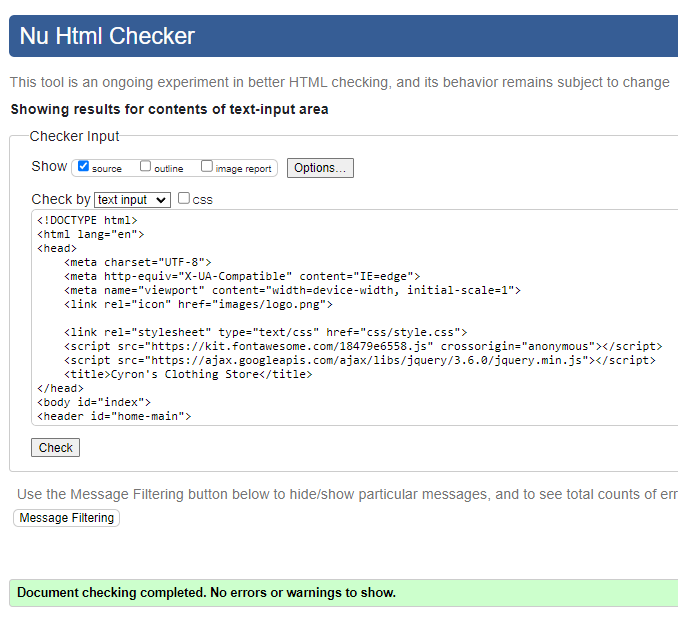 Nu Html Checker
This tool is an ongoing experiment in better HTML checking, and its behavior remains subject to change
Showing results for contents of text-input area
Checker Input
Show source outline image report Options...
Check by text input css
<!DOCTYPE html>
<html lang="en">
<head>
    <meta charset="UTF-8">
    <meta http-equiv="X-UA-Compatible" content="IE=edge">
    <meta name="viewport" content="width=device-width, initial-scale=1">
    <link rel="icon" href="images/logo.png">
    <link rel="stylesheet" type="text/css" href="css/style.css">
    <script src="https://kit.fontawesome.com/18479e6558.js" crossorigin="anonymous"></script>
    <script src="https://ajax.googleapis.com/ajax/libs/jquery/3.6.0/jquery.min.js"></script>
    <title>Cyron's Clothing Store</title>
</head>
<body id="index">
<header id="home-main">
Check
Use the Message Filtering button below to hide/show particular messages, and to see total counts of err
Message Filtering
Document checking completed. No errors or warnings to show.